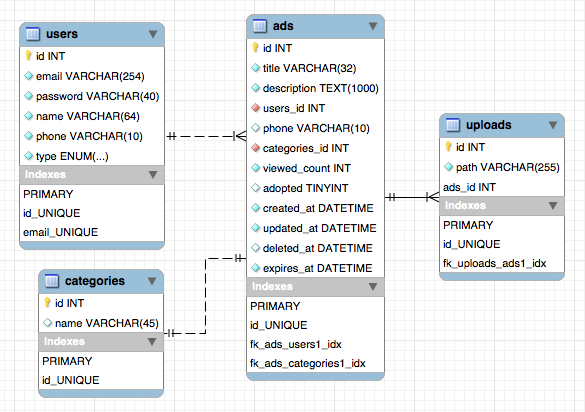 users
id INT
email VARCHAR(254)
password VARCHAR(40)
name VARCHAR(64)
phone VARCHAR(10)
type ENUM(...)
Indexes
PRIMARY
id_UNIQUE
email_UNIQUE
categories
id INT
name VARCHAR(45)
Indexes
PRIMARY
id_UNIQUE
ads
id INT
title VARCHAR(32)
description TEXT(1000)
users_id INT
phone VARCHAR(10)
categories_id INT
viewed_count INT
adopted TINYINT
created_at DATETIME
updated_at DATETIME
deleted_at DATETIME
expires_at DATETIME
Indexes
PRIMARY
id_UNIQUE
fk_ads_users1_idx
fk_ads_categories1_idx
uploads
id INT
path VARCHAR(255)
ads_id INT
Indexes
PRIMARY
id_UNIQUE
fk_uploads_ads1_idx